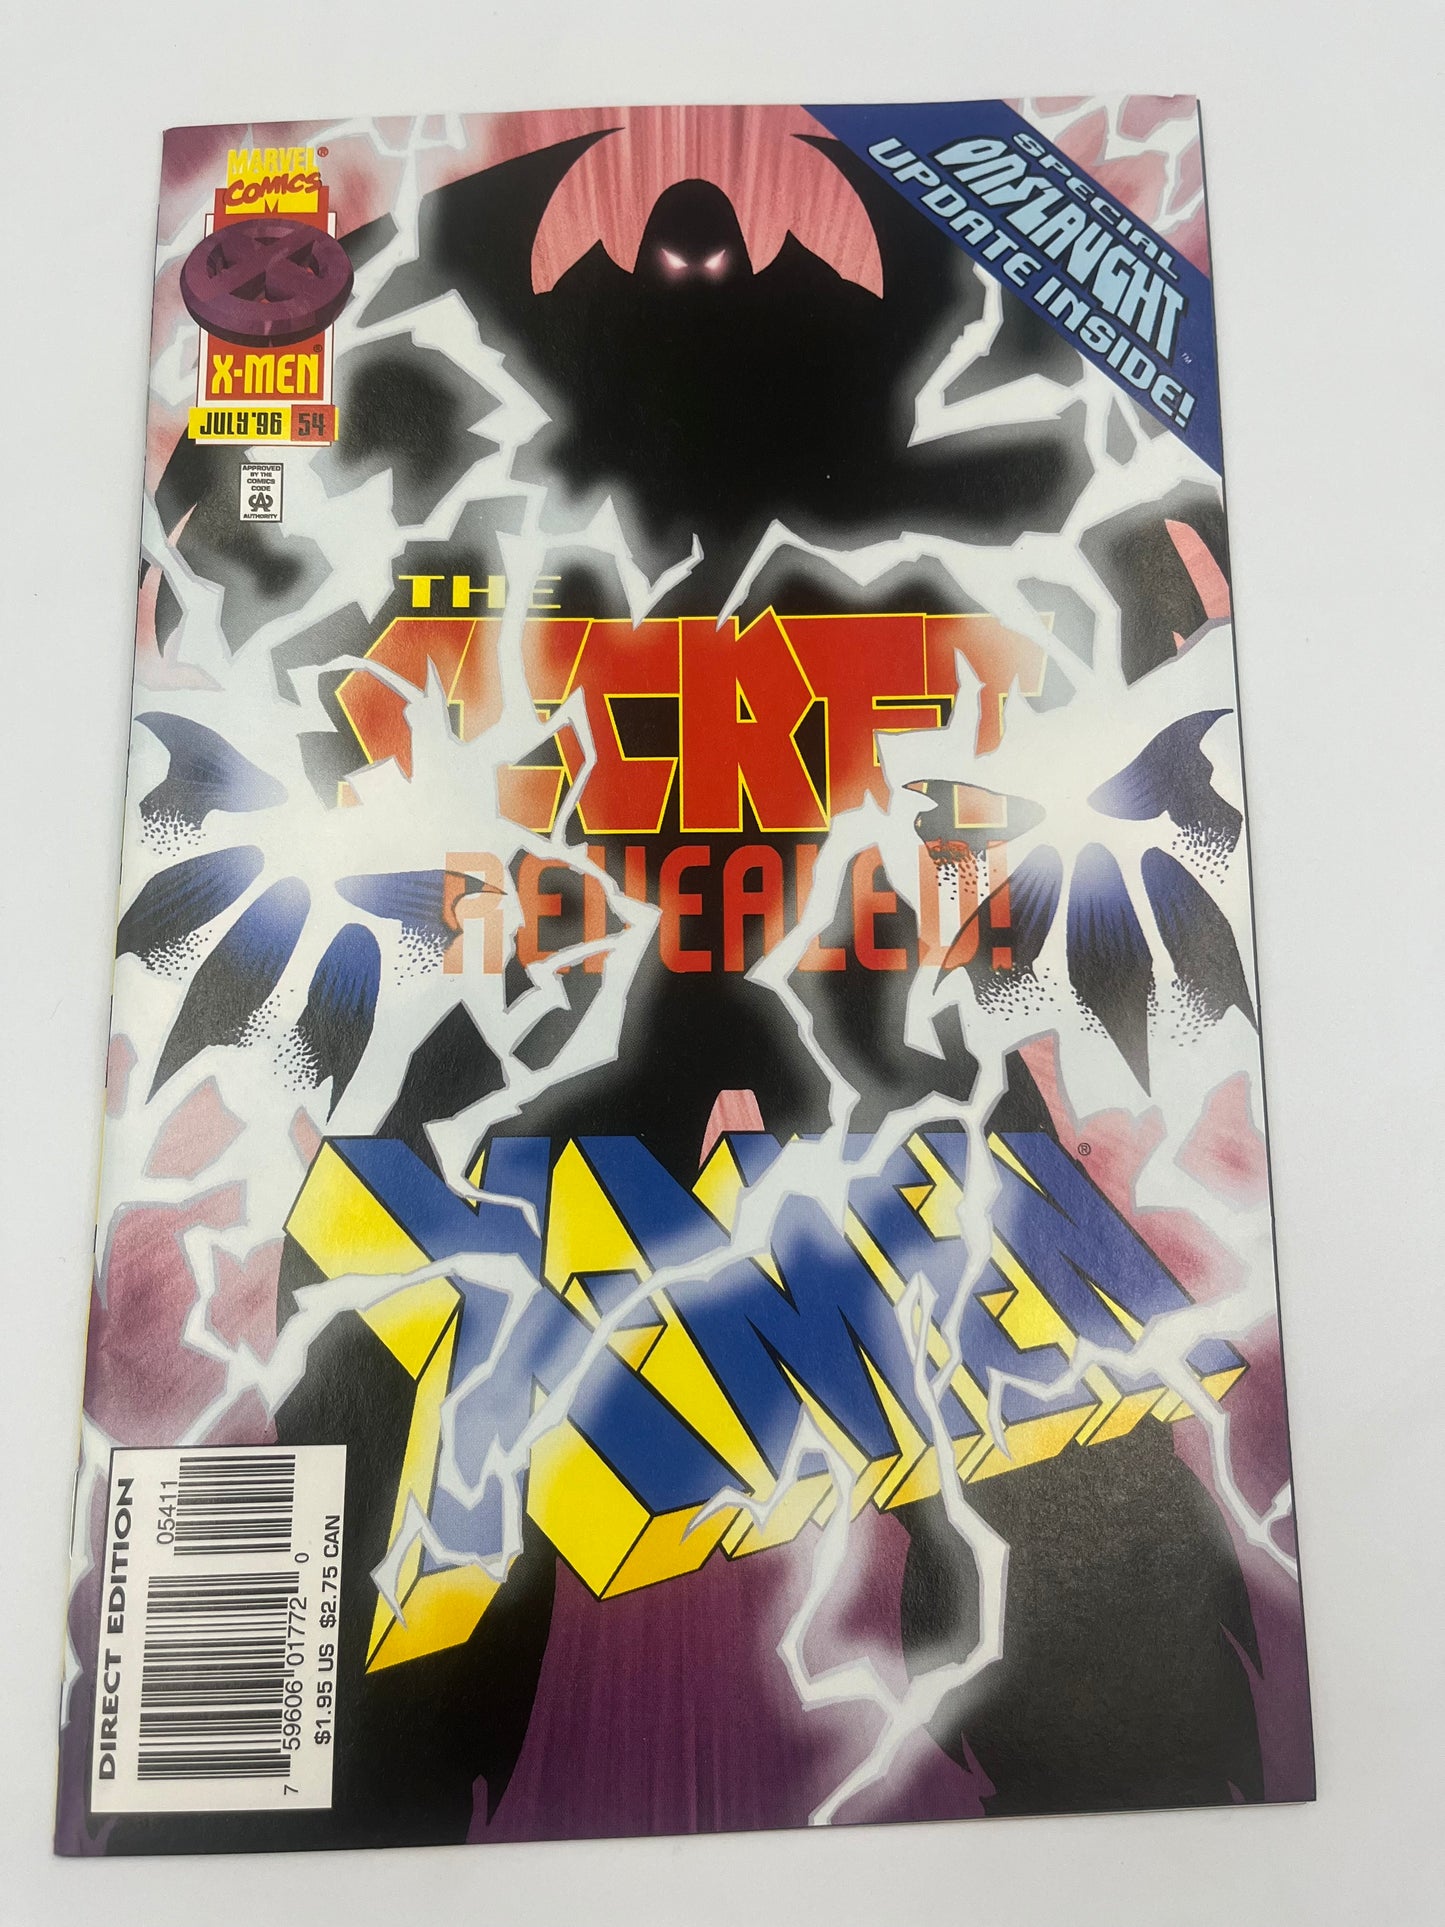 MARVEL®
COMICS
X-MEN®
JULY '96 54
APPROVED
BY THE
COMICS
CODE
AUTHORITY
SPECIAL
ONSLAUGHT™
UPDATE INSIDE!
THE
SECRET
REVEALED!
X-MEN®
DIRECT EDITION
05411
7 59606 01772 0
$1.95 US $2.75 CAN